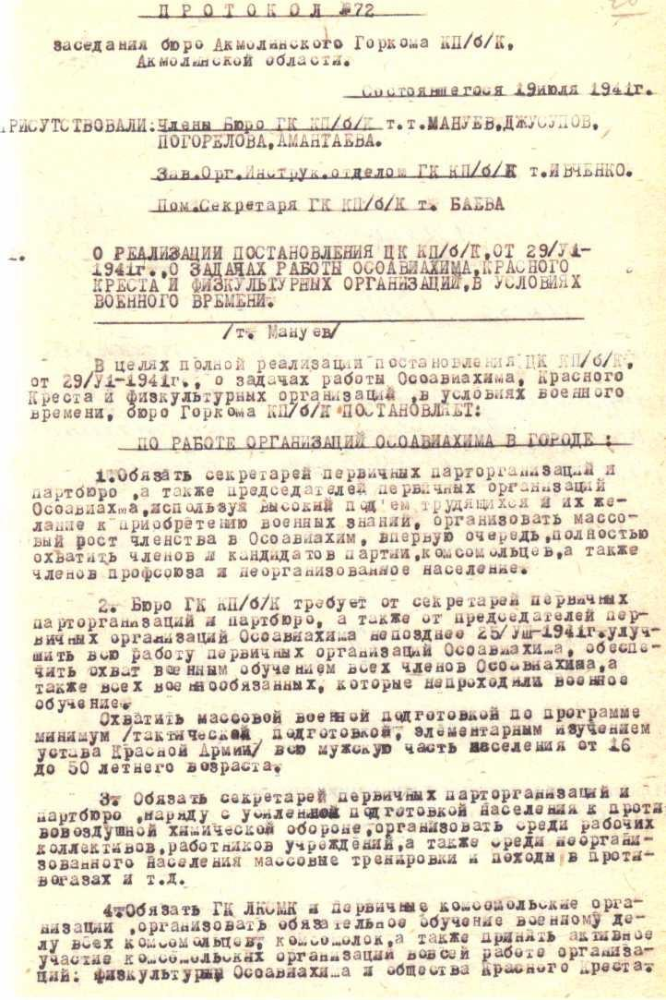 ПРОТОКОЛ №72
заседания бюро Акмолинского Горкома КП/б/К,
Акмолинской области.
Состоявшегося 19июля 1941г.
ПРИСУТСТВОВАЛИ:Члены Бюро ГК КП/б/К т.т.МАНУЕВ,ДЖУСУПОВ,
ПОГОРЕЛОВА,АМАНТАЕВА.
Зав.Орг.Инструк.отделом ГК КП/б/К т.ИВЧЕНКО.
Пом.Секретаря ГК КП/б/К т. БАЕВА
О РЕАЛИЗАЦИИ ПОСТАНОВЛЕНИЯ ЦК КП/б/К,ОТ 29/У1-
1941г.,О ЗАДАЧАХ РАБОТЫ ОСОАВИАХИМА,КРАСНОГО
КРЕСТА И ФИЗКУЛЬТУРНЫХ ОРГАНИЗАЦИЙ,В УСЛОВИЯХ
ВОЕННОГО ВРЕМЕНИ.
/т. Мануев/
В целях полной реализации постановления ЦК КП/б/К,
от 29/У1-1941г., о задачах работы Осоавиахима, Красного
Креста и физкультурных организаций ,в условиях военного
времени, бюро Горкома КП/б/К ПОСТАНОВЛЯЕТ:
ПО РАБОТЕ ОРГАНИЗАЦИЙ ОСОАВИАХИМА В ГОРОДЕ :
1.Обязать секретарей первичных парторганизаций и
партбюро ,а также председателей первичных организаций
Осоавиахма,используя высокий под'ем трудящихся и их же-
лание к приобретению военных знаний, организовать массо-
вый рост членства в Осоавиахим, впервую очередь,полностью
охватить членов и кандидатов партии,комсомольцев,а также
членов профсоюза и неорганизованное население.
2. Бюро ГК КП/б/К требует от секретарей первичных
парторганизаций и партбюро, а также от председателей пер-
вичных организаций Осоавиахима непозднее 25/УШ-1941г.улуч-
шить всю работу первичных организаций Осоавиахима, обеспе-
чить охват военным обучением всех членов Осоавиахима,а
также всех военнообязанных, которые непроходили военное
обучение.
Охватить массовой военной подготовкой по программе
минимум /тактической подготовкой, элементарным изучением
устава Красной Армии/ всю мужскую часть населения от 16
до 50 летнего возраста.
3. Обязать секретарей первичных парторганизаций и
партбюро ,наряду с усиленной подготовкой населения к проти
вовоздушной химической обороне,организовать среди рабочих
коллективов,работников учреждений,а также среди неоргани-
зованного населения массовые тренировки и походы в проти-
вогазах и т.д.
4.Обязать ГК ЛКСМК и первичные комсомольские орга-
низации ,организовать обязательное обучение военному де-
лу всех комсомольцев, комсомолок,а также принять активное
участие комсомольских организаций вовсей работе организа-
ций: физкультуры Осоавиахима и общества Красного Креста.